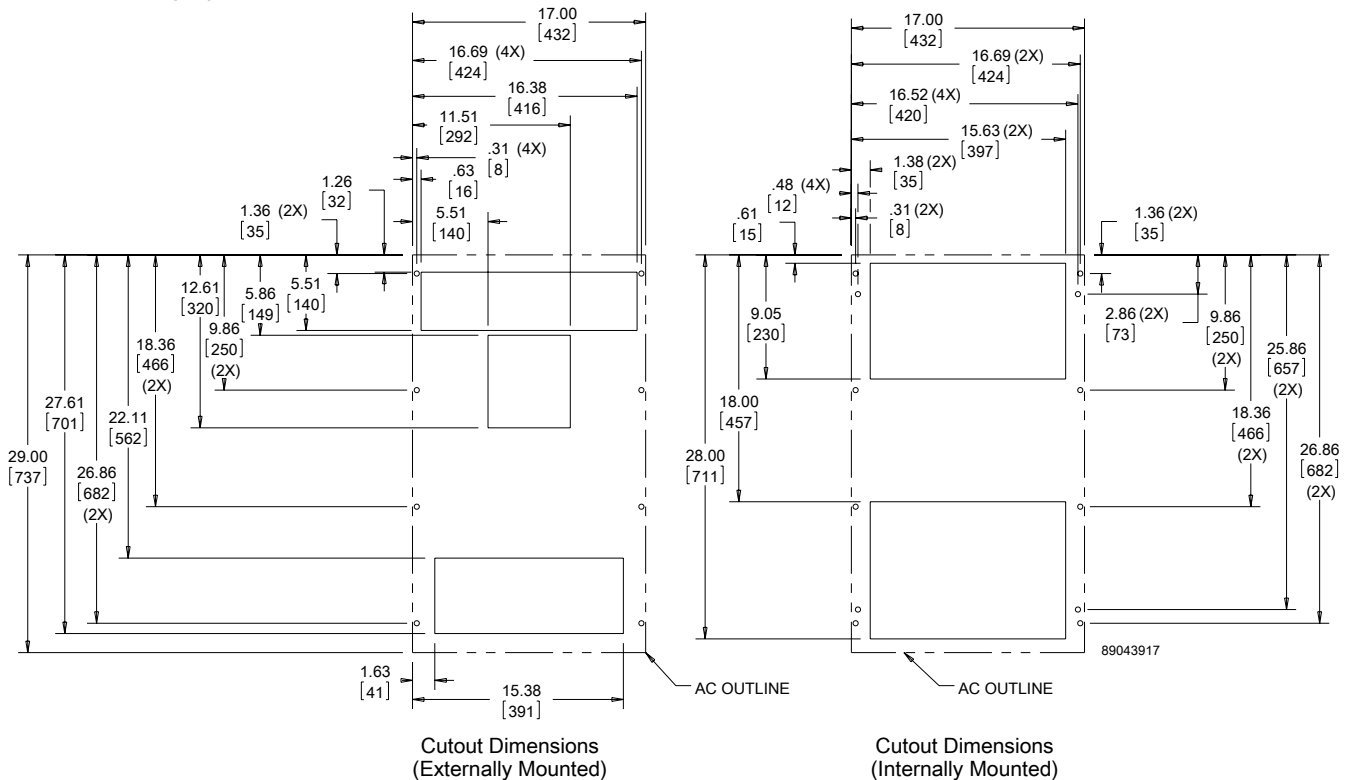 17.00
[432]
16.69 (4X)
[424]
16.38
[416]
11.51
[292]
.31 (4X)
[8]
.63
[16]
5.51
[140]
1.26
[32]
1.36 (2X)
[35]
12.61
[320]
5.86
[149]
5.51
[140]
9.86
[250]
(2X)
18.36
[466]
(2X)
27.61
[701]
22.11
[562]
29.00
[737]
26.86
[682]
(2X)
1.63
[41]
15.38
[391]
AC OUTLINE
Cutout Dimensions
(Externally Mounted)
17.00
[432]
16.69 (2X)
[424]
16.52 (4X)
[420]
15.63 (2X)
[397]
1.38 (2X)
[35]
.48 (4X)
[12]
.31 (2X)
[8]
.61
[15]
1.36 (2X)
[35]
9.05
[230]
2.86 (2X)
[73]
9.86
[250]
(2X)
25.86
[657]
(2X)
18.00
[457]
18.36
[466]
(2X)
28.00
[711]
26.86
[682]
(2X)
89043917
AC OUTLINE
Cutout Dimensions
(Internally Mounted)